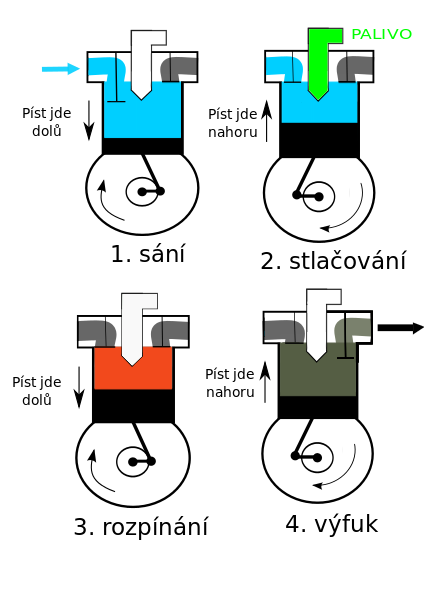 PALIVO
Píst jde
dolů
Píst jde
nahoru
1. sání
2. stlačování
Píst jde
dolů
Píst jde
nahoru
3. rozpínání
4. výfuk